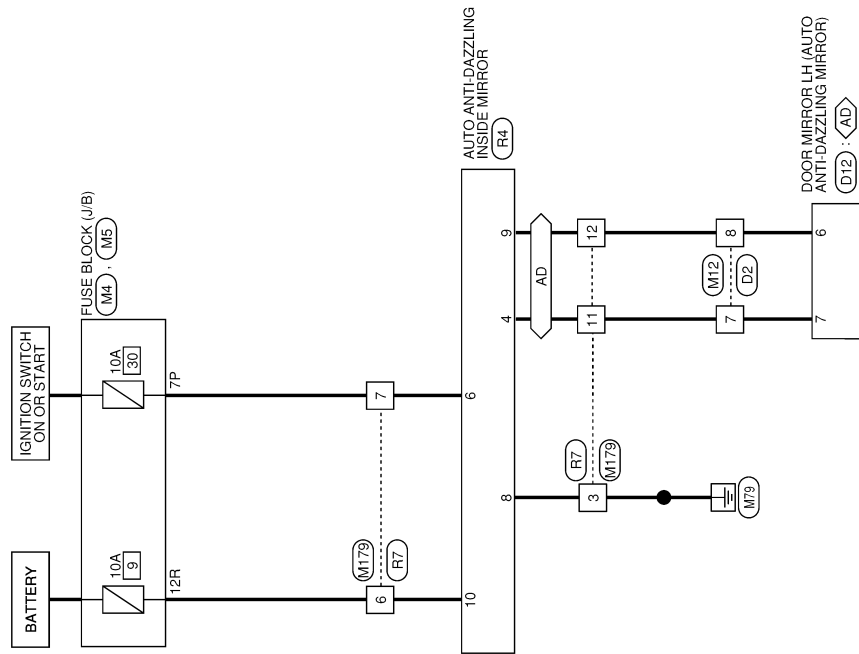 BATTERY
IGNITION SWITCH
ON OR START
FUSE BLOCK (J/B)
M4 , M5
10A
9
10A
30
12R
7P
M179
R7
6
7
10
6
AUTO ANTI-DAZZLING
INSIDE MIRROR
R4
8
4
9
AD
R7
M179
3
11
12
M12
D2
7
8
M79
7
6
DOOR MIRROR LH (AUTO
ANTI-DAZZLING MIRROR)
D12 : AD